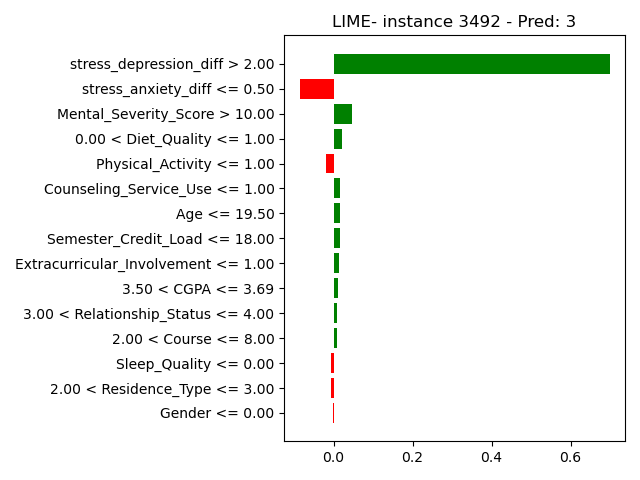 LIME- instance 3492 - Pred: 3
stress_depression_diff > 2.00
stress_anxiety_diff <= 0.50
Mental_Severity_Score > 10.00
0.00 < Diet_Quality <= 1.00
Physical_Activity <= 1.00
Counseling_Service_Use <= 1.00
Age <= 19.50
Semester_Credit_Load <= 18.00
Extracurricular_Involvement <= 1.00
3.50 < CGPA <= 3.69
3.00 < Relationship_Status <= 4.00
2.00 < Course <= 8.00
Sleep_Quality <= 0.00
2.00 < Residence_Type <= 3.00
Gender <= 0.00
0.0 0.2 0.4 0.6